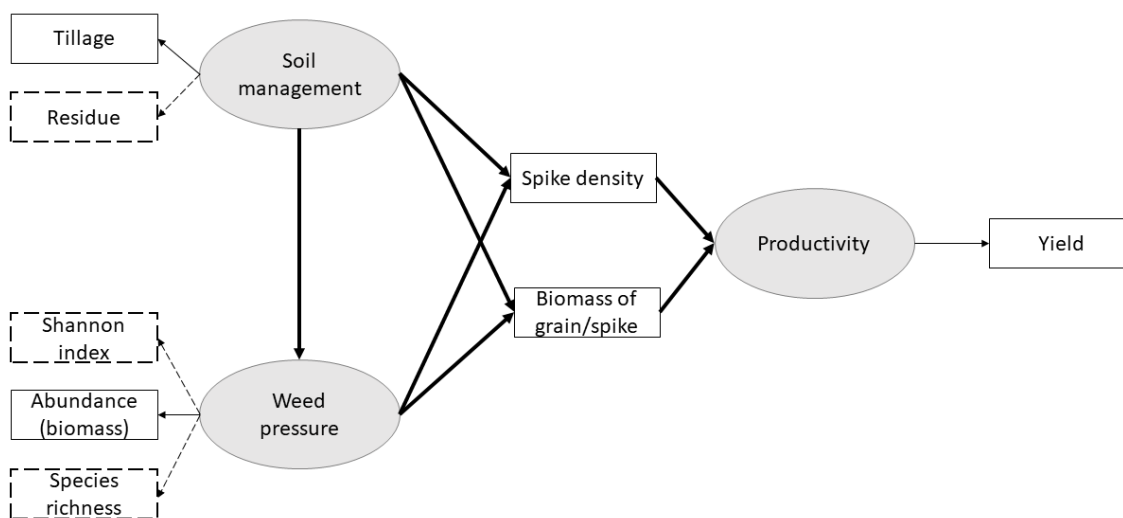 Tillage
Residue
Soil
management
Spike density
Biomass of
grain/spike
Productivity
Yield
Shannon
index
Abundance
(biomass)
Species
richness
Weed
pressure